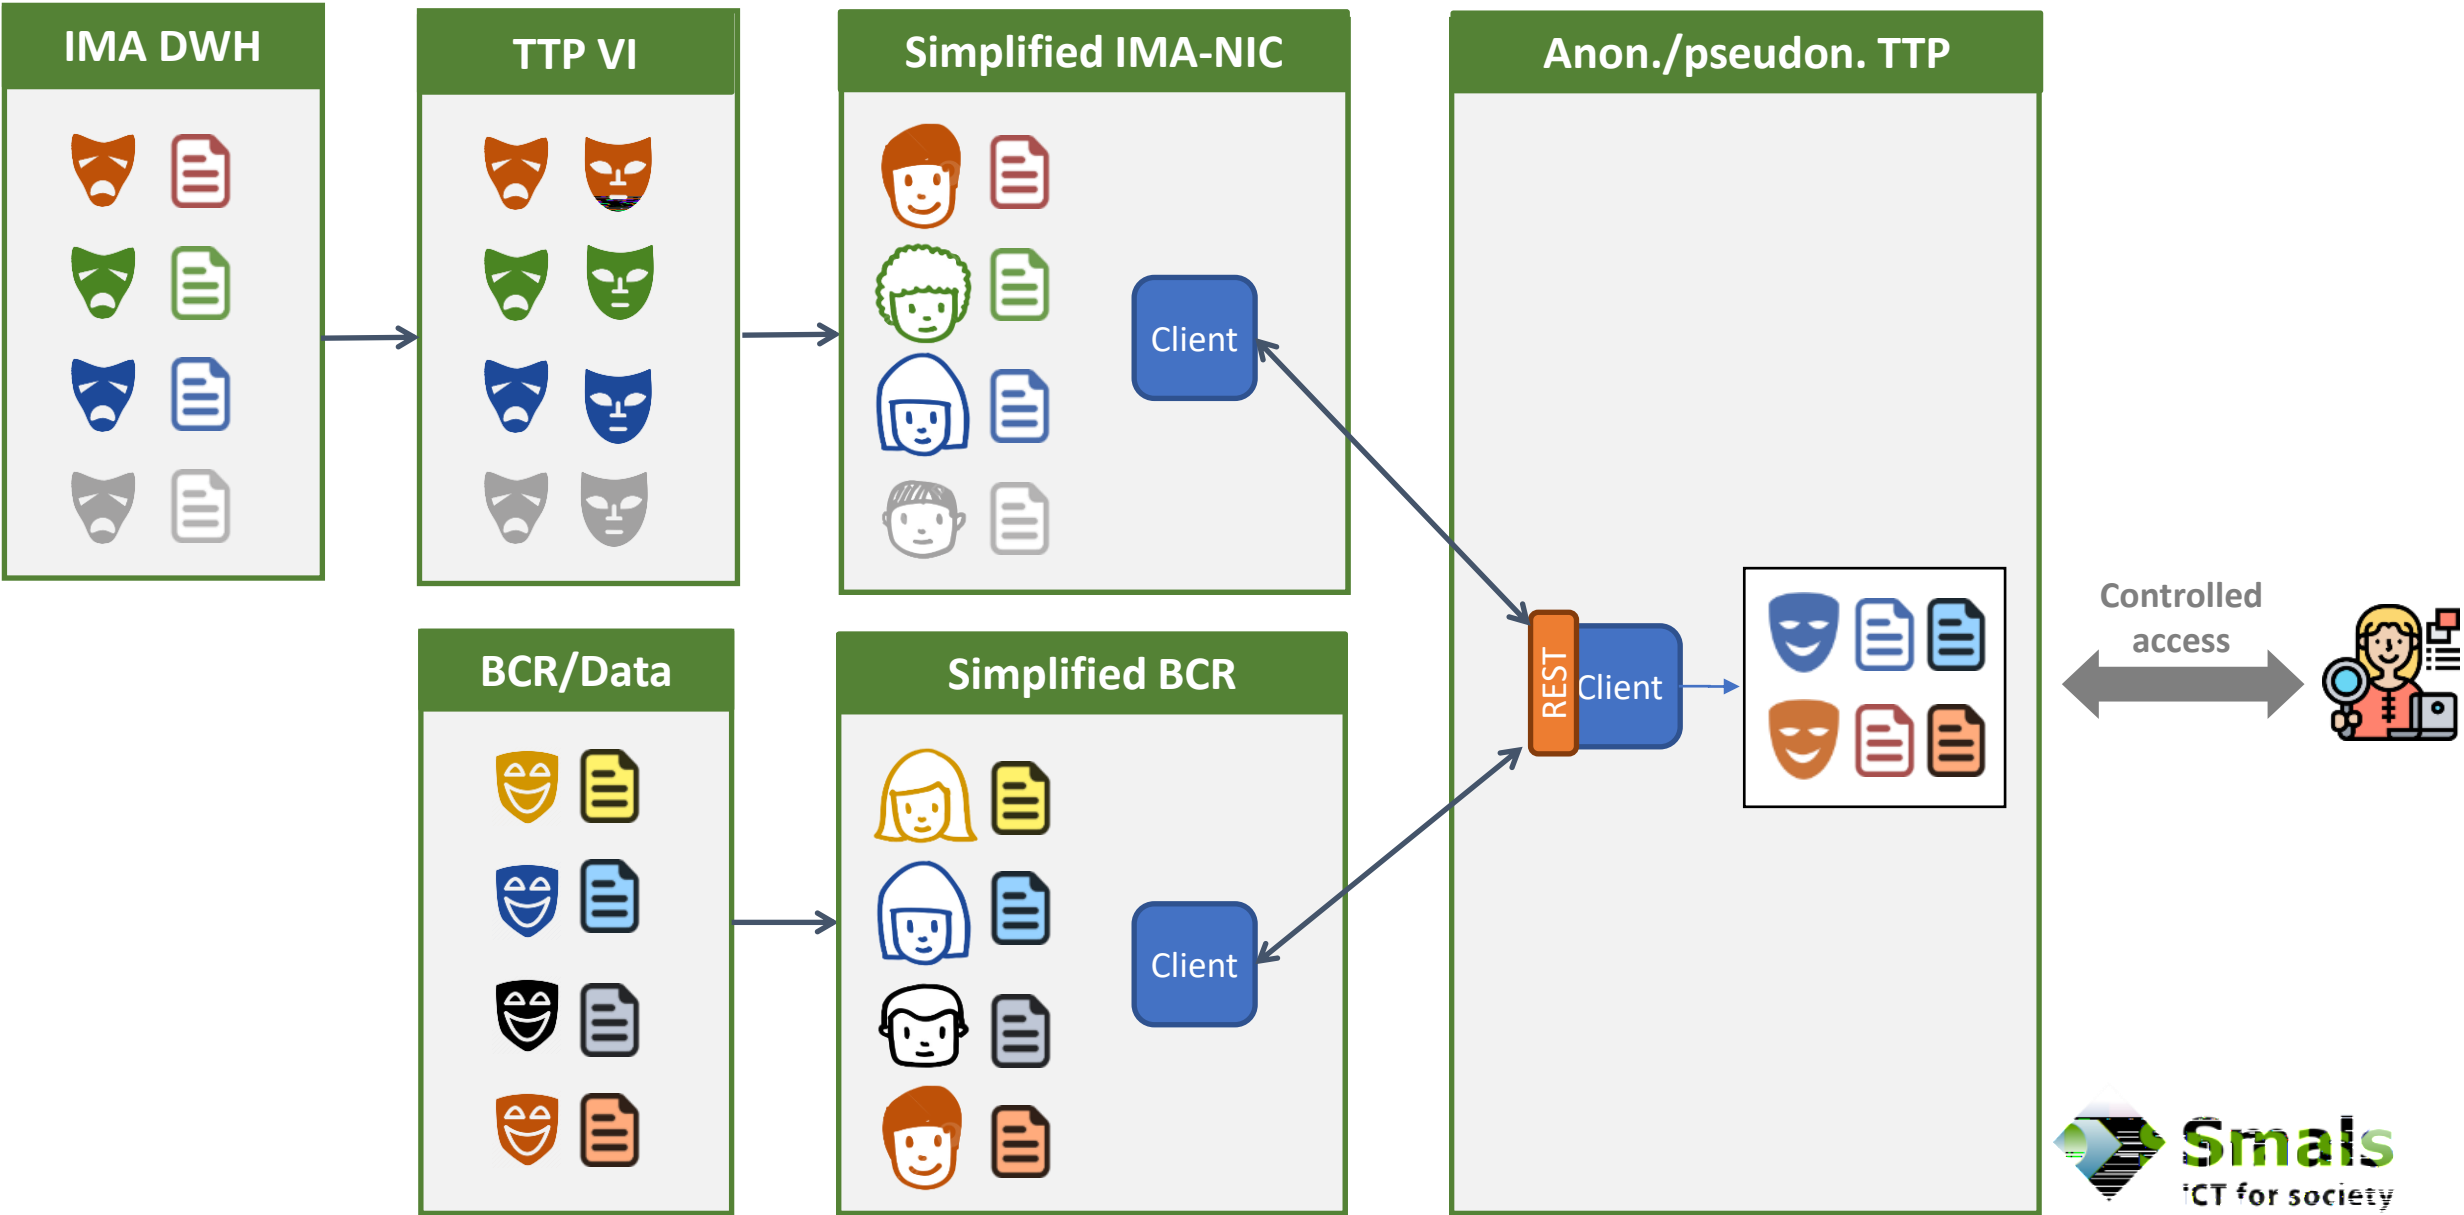 IMA DWH
TTP VI
Simplified IMA-NIC
Anon./pseudon. TTP
Client
BCR/Data
Simplified BCR
Client
REST
Client
Controlled
access
Smals
ICT for society